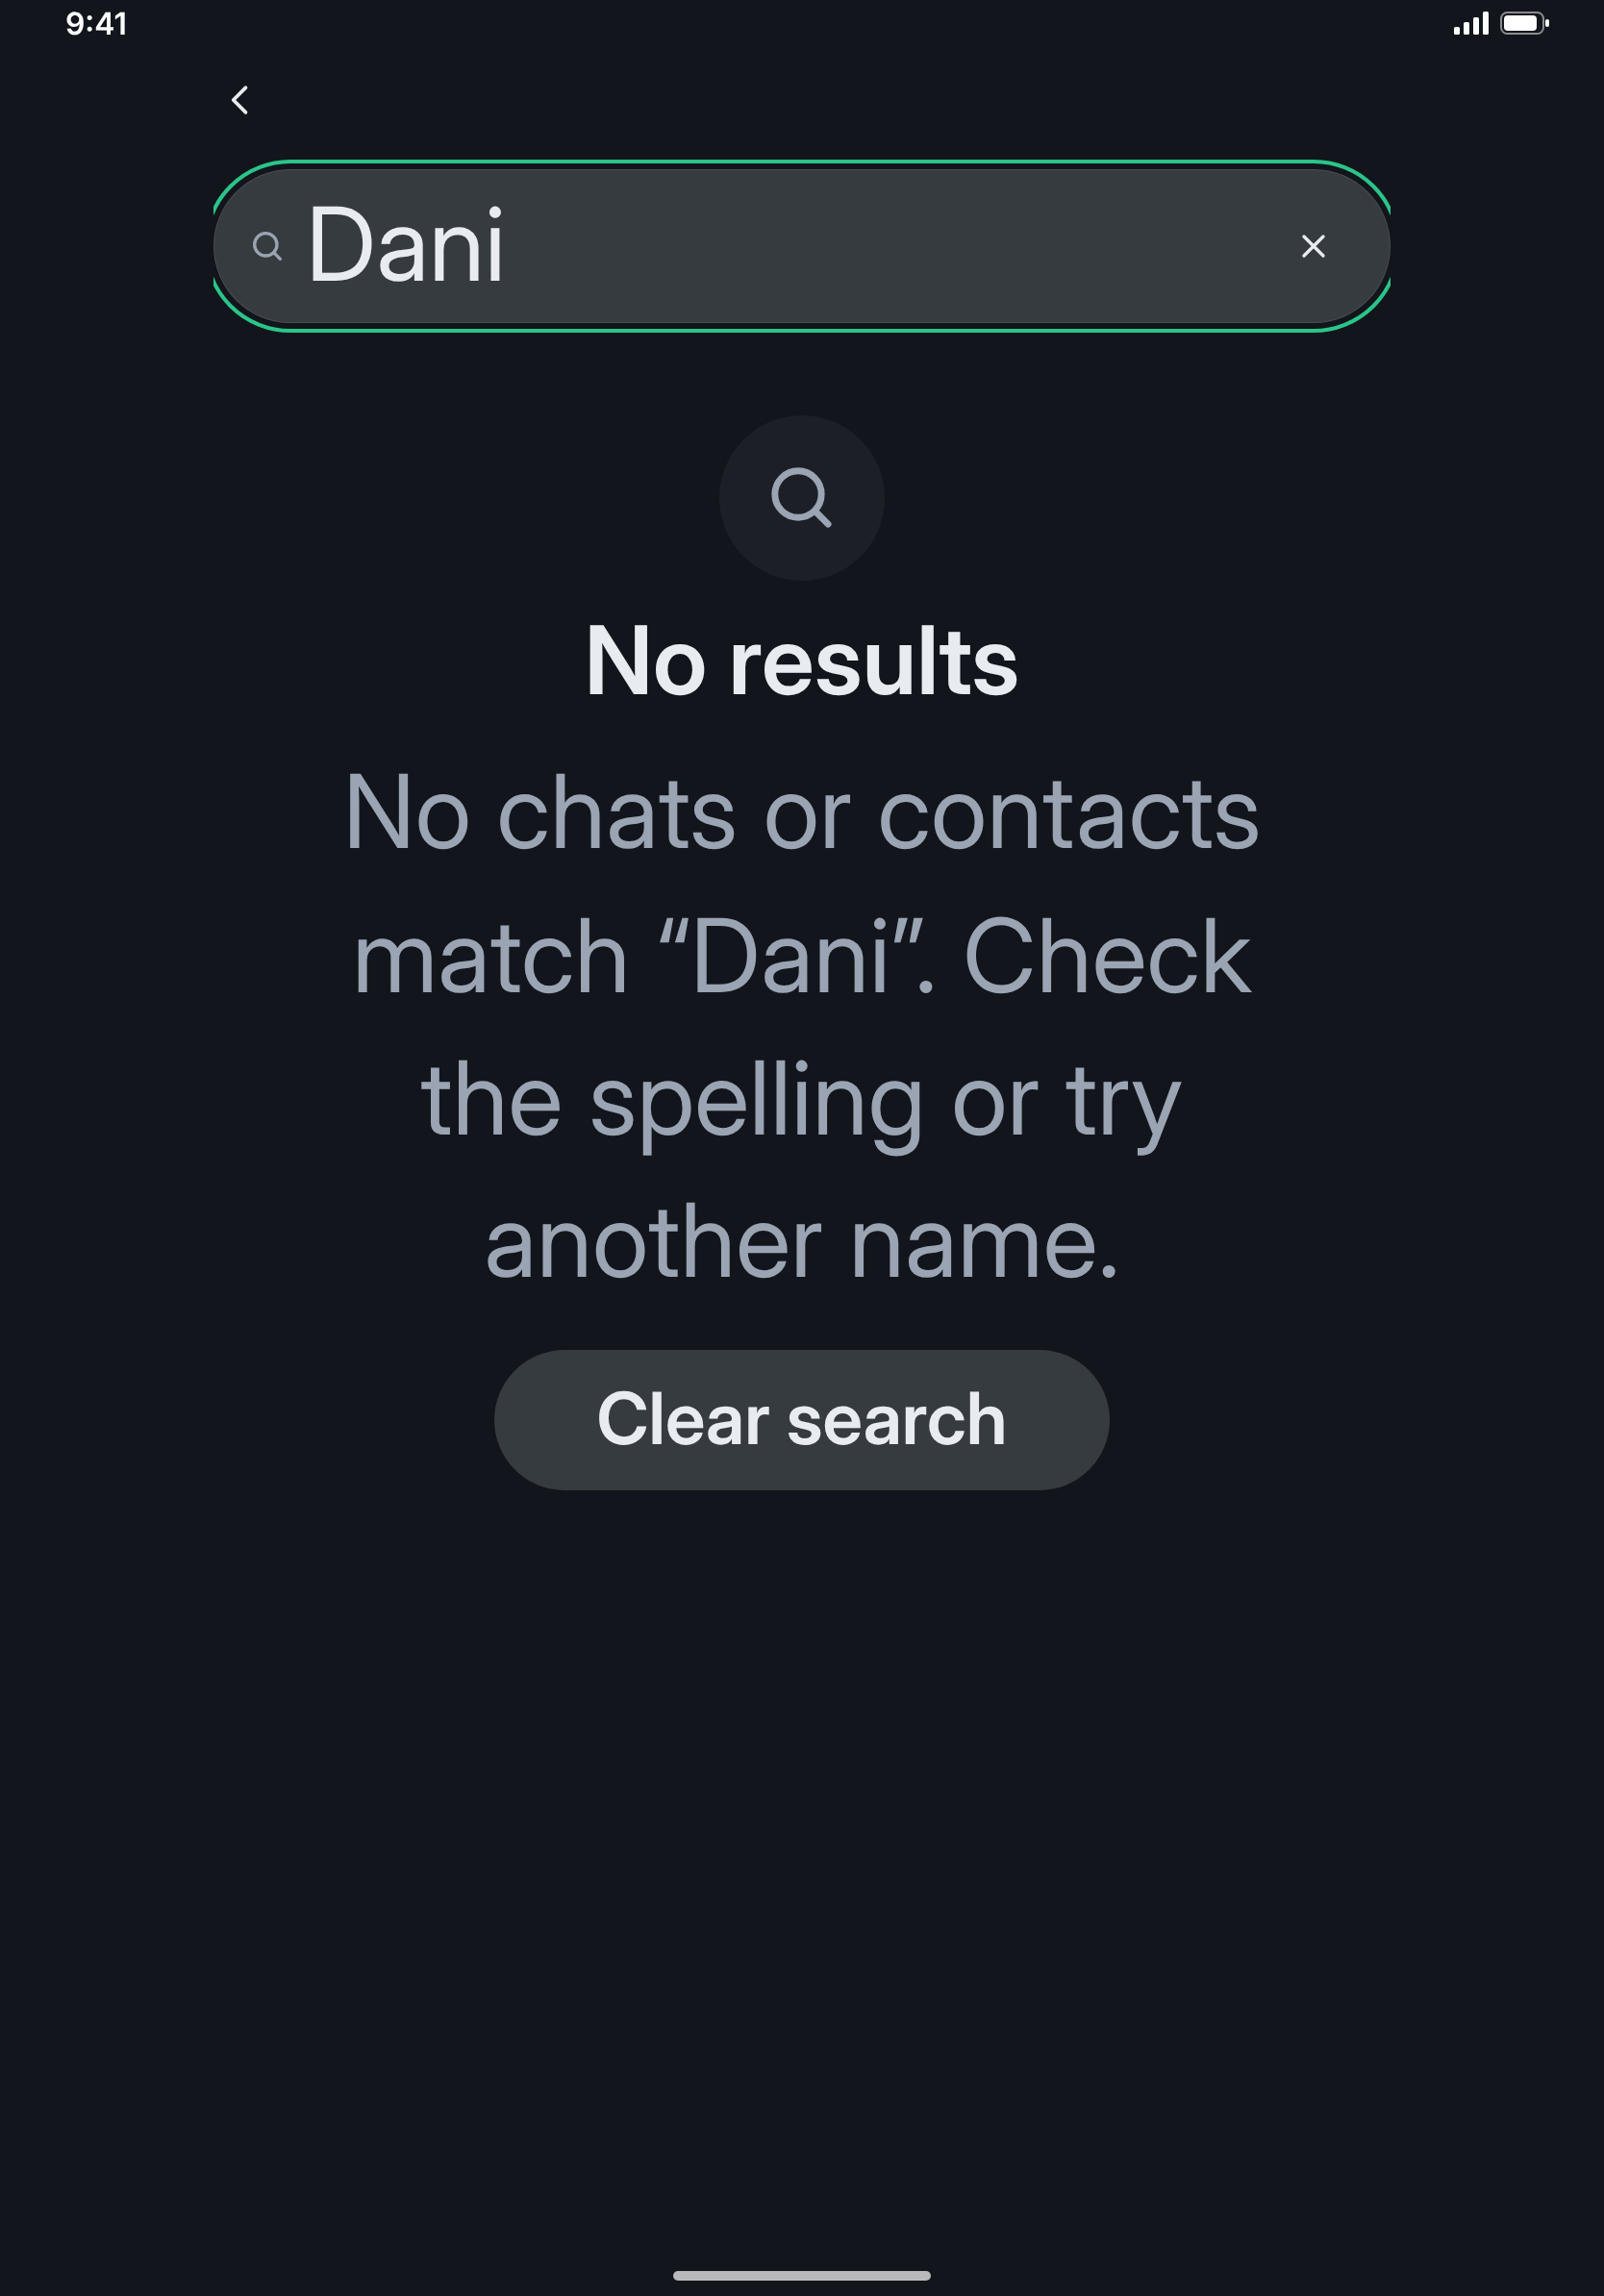 9:41
Dani
No results
No chats or contacts
match “Dani”. Check
the spelling or try
another name.
Clear search